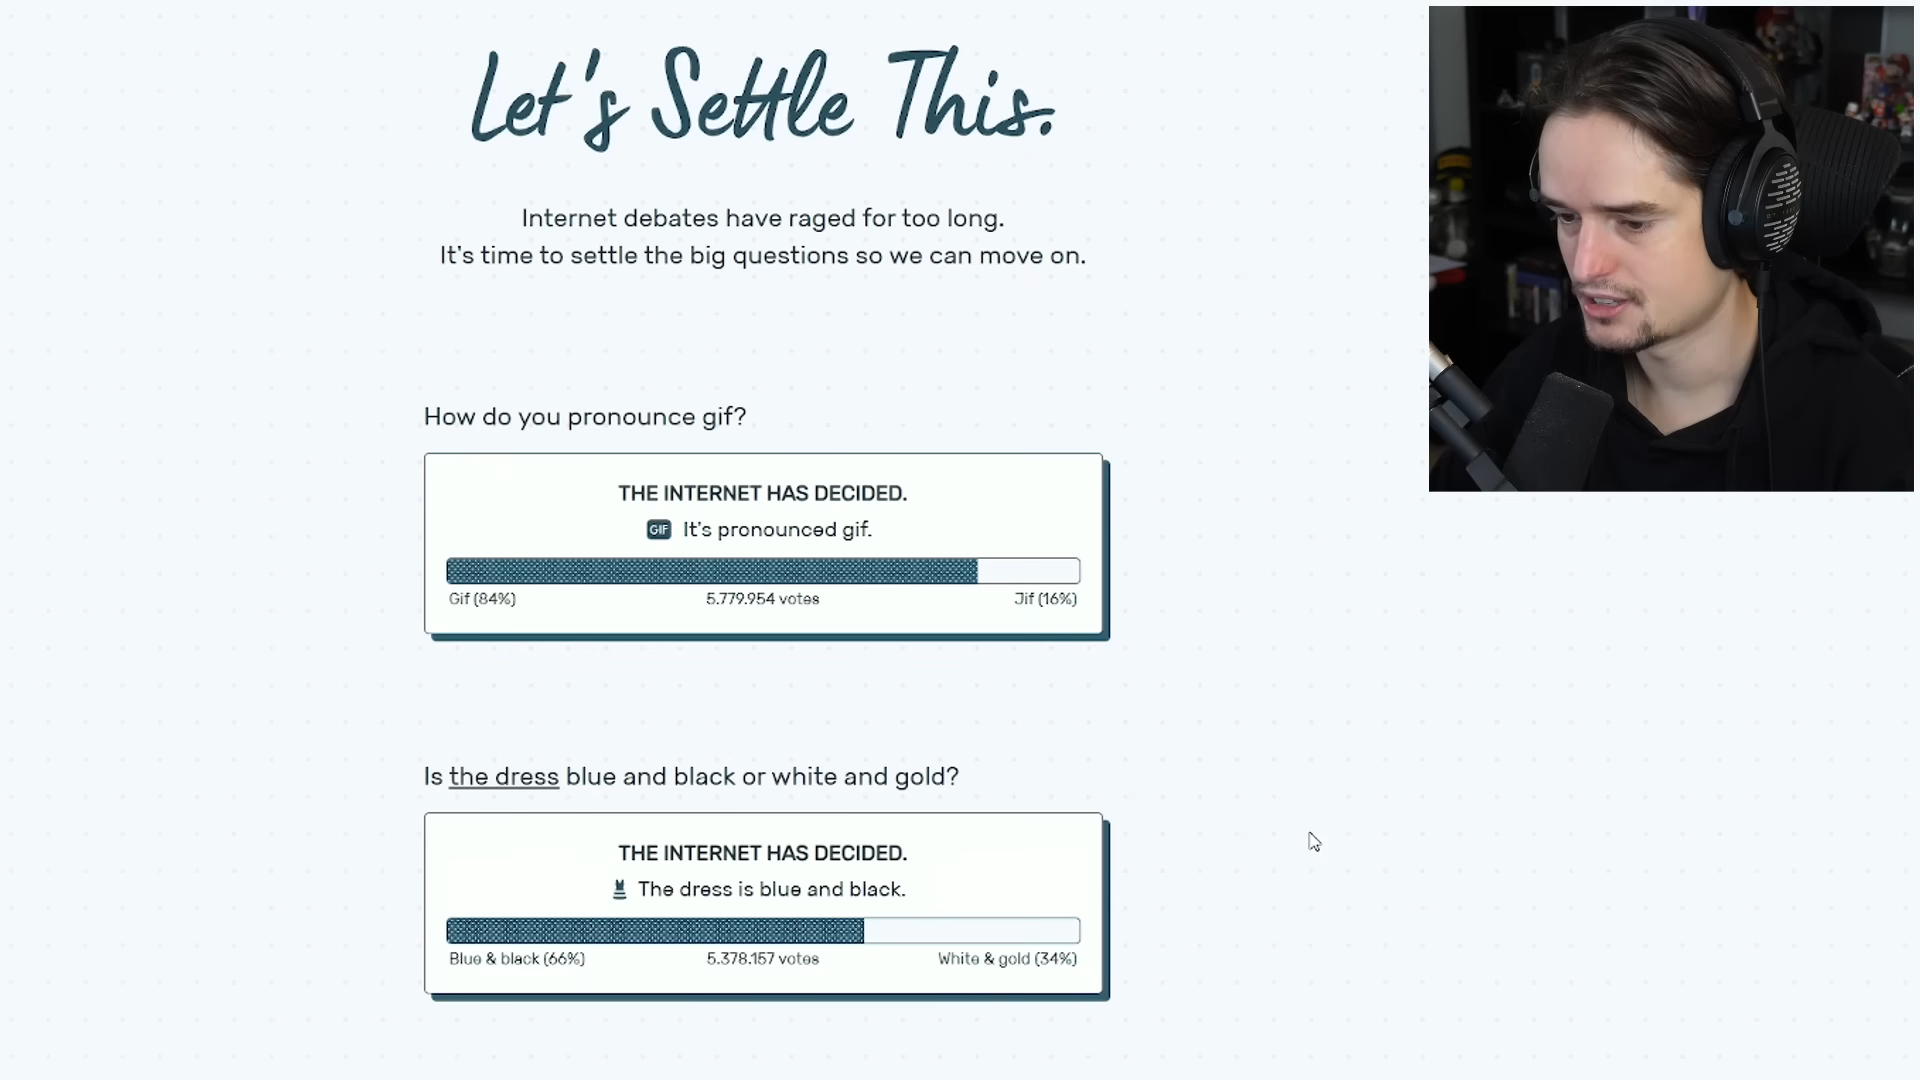 Let's Settle This.
Internet debates have raged for too long.
It's time to settle the big questions so we can move on.
How do you pronounce gif?
THE INTERNET HAS DECIDED.
GIF It's pronounced gif.
Gif (84%) 5.779.954 votes Jif (16%)
Is the dress blue and black or white and gold?
THE INTERNET HAS DECIDED.
The dress is blue and black.
Blue & black (66%) 5.378.157 votes White & gold (34%)